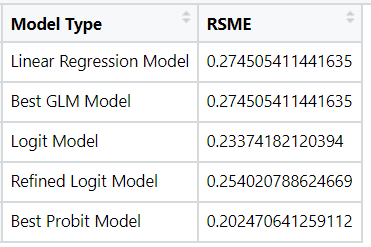 Model Type RSME
Linear Regression Model 0.274505411441635
Best GLM Model 0.274505411441635
Logit Model 0.23374182120394
Refined Logit Model 0.254020788624669
Best Probit Model 0.202470641259112